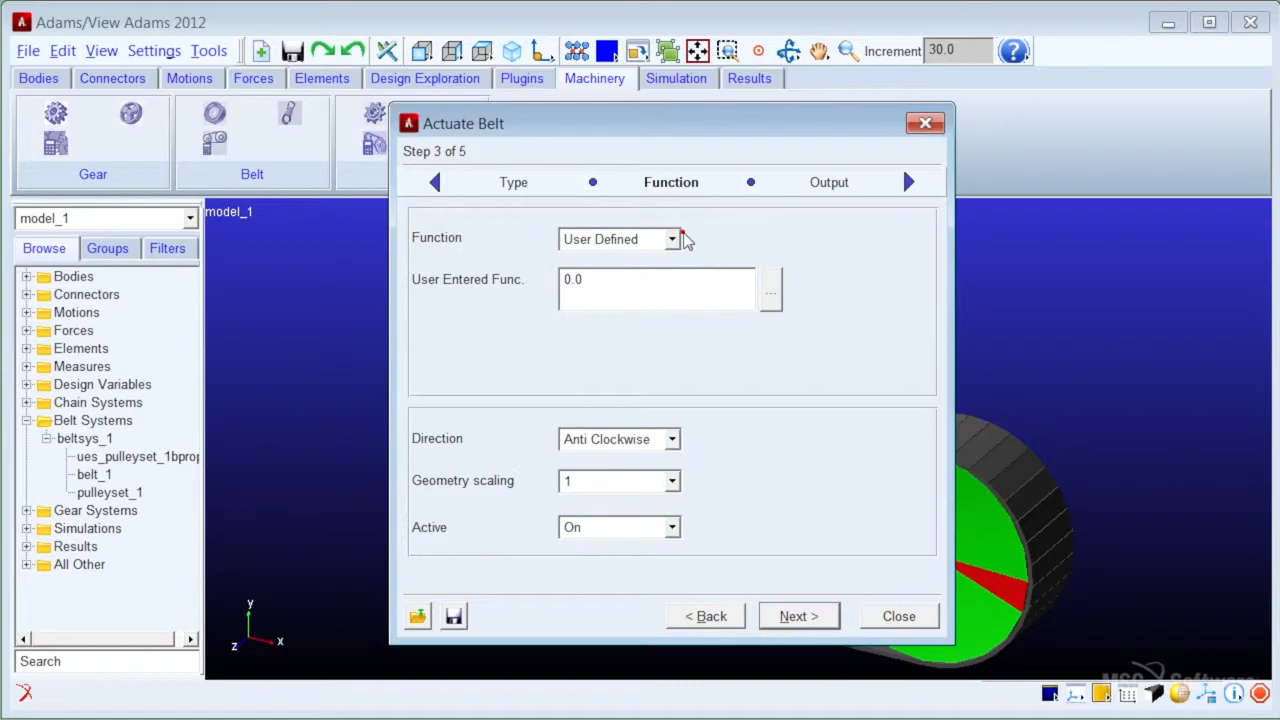 Adams/View Adams 2012
File Edit View Settings Tools
Increment 30.0
Bodies Connectors Motions Forces Elements Design Exploration Plugins Machinery Simulation Results
Gear Belt
Actuate Belt
Step 3 of 5
Type Function Output
Function User Defined
User Entered Func. 0.0
...
Direction Anti Clockwise
Geometry scaling 1
Active On
< Back Next > Close
model_1
model_1
Browse Groups Filters
Bodies
Connectors
Motions
Forces
Elements
Measures
Design Variables
Chain Systems
Belt Systems
beltsys_1
ues_pulleyset_1bprop
belt_1
pulleyset_1
Gear Systems
Simulations
Results
All Other
Search
y
x
z
MSC Software